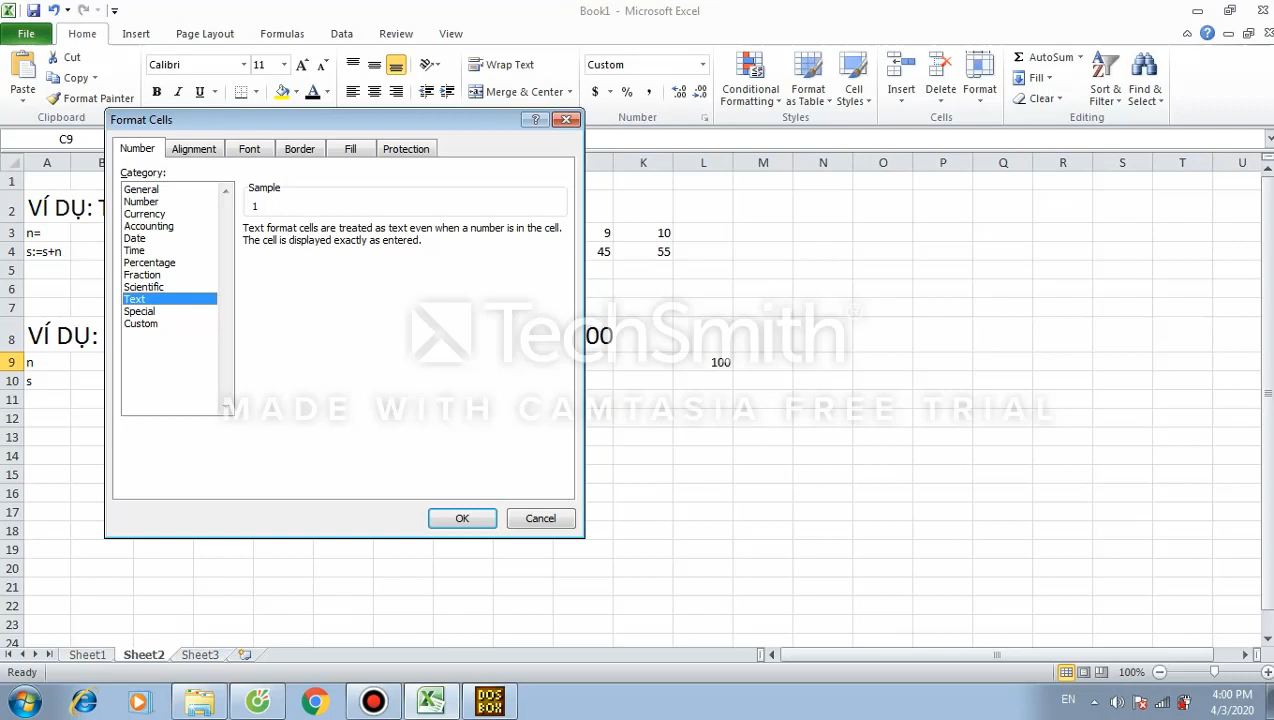 Book1 - Microsoft Excel
File Home Insert Page Layout Formulas Data Review View
Cut
Copy
Format Painter
Paste
Clipboard
Calibri 11
B I U
Wrap Text
Merge & Center
Custom
$ % ,
Number
Conditional Formatting
Format as Table
Cell Styles
Styles
Insert Delete Format
Cells
AutoSum
Fill
Clear
Sort & Filter
Find & Select
Editing
C9
Format Cells
Number Alignment Font Border Fill Protection
Category:
General
Number
Currency
Accounting
Date
Time
Percentage
Fraction
Scientific
Text
Special
Custom
Sample
1
Text format cells are treated as text even when a number is in the cell.
The cell is displayed exactly as entered.
OK Cancel
A K L M N O P Q R S T U
1
2 VÍ DỤ: T
3 n= 9 10
4 s:=s+n 45 55
5
6
7
8 VÍ DỤ: 00
9 n 100
10 s
11
12
13
14
15
16
17
18
19
20
21
22
23
24
TechSmith
MADE WITH CAMTASIA FREE TRIAL
Sheet1 Sheet2 Sheet3
Ready 100%
DOS BOX
EN
4:00 PM
4/3/2020